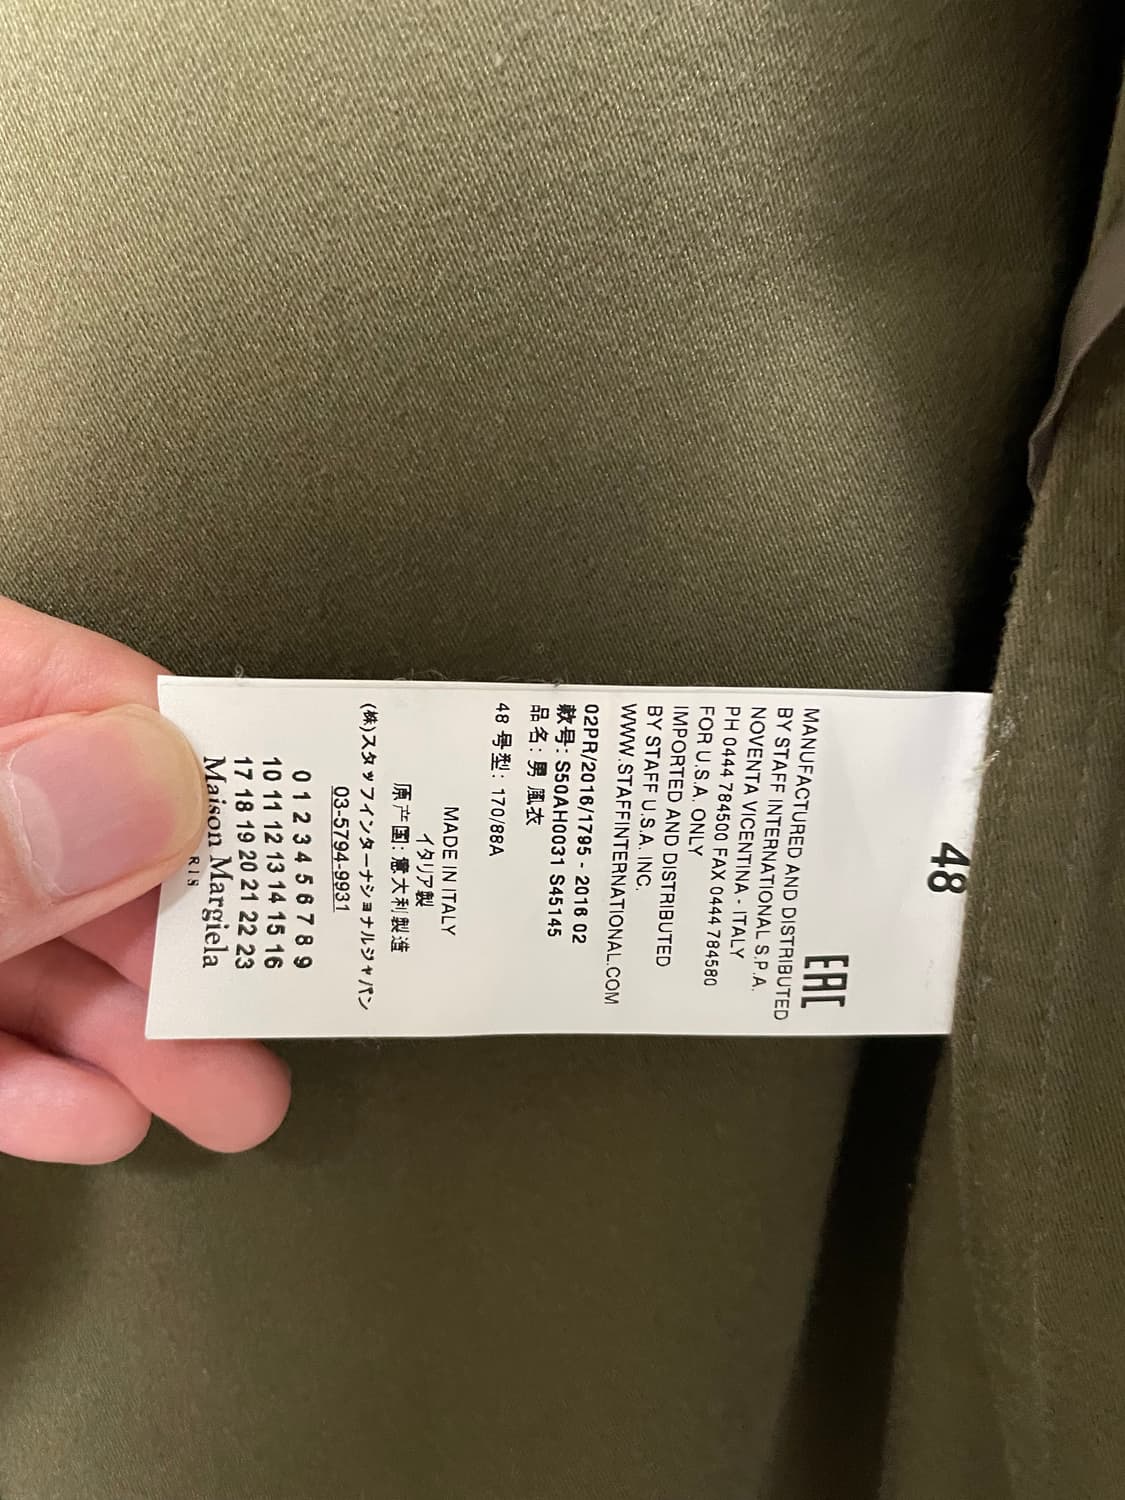 48
EAC
MANUFACTURED AND DISTRIBUTED
BY STAFF INTERNATIONAL S.P.A.
NOVENTA VICENTINA - ITALY
PH 0444 784500 FAX 0444 784580
FOR U.S.A. ONLY
IMPORTED AND DISTRIBUTED
BY STAFF U.S.A. INC.
WWW.STAFFINTERNATIONAL.COM
02PR/2016/1795 - 2016 02
款号: S50AH0031 S45145
品名: 男 風衣
48 号型: 170/88A
MADE IN ITALY
イタリア製
原产国: 意大利製造
(株)スタッフインターナショナルジャパン
03-5794-9931
0 1 2 3 4 5 6 7 8 9
10 11 12 13 14 15 16
17 18 19 20 21 22 23
Maison Margiela